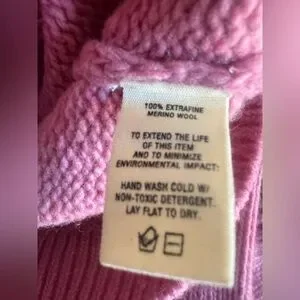 100% EXTRAFINE
MERINO WOOL
TO EXTEND THE LIFE
OF THIS ITEM
AND TO MINIMIZE
ENVIRONMENTAL IMPACT:
HAND WASH COLD W/
NON-TOXIC DETERGENT.
LAY FLAT TO DRY.